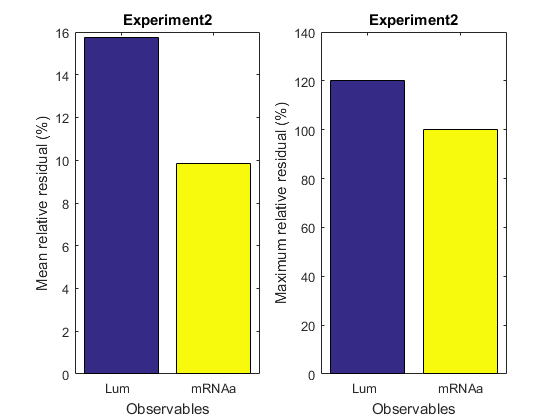 Experiment2
Mean relative residual (%)
16
14
12
10
8
6
4
2
0
Lum mRNAa
Observables
Experiment2
Maximum relative residual (%)
140
120
100
80
60
40
20
0
Lum mRNAa
Observables